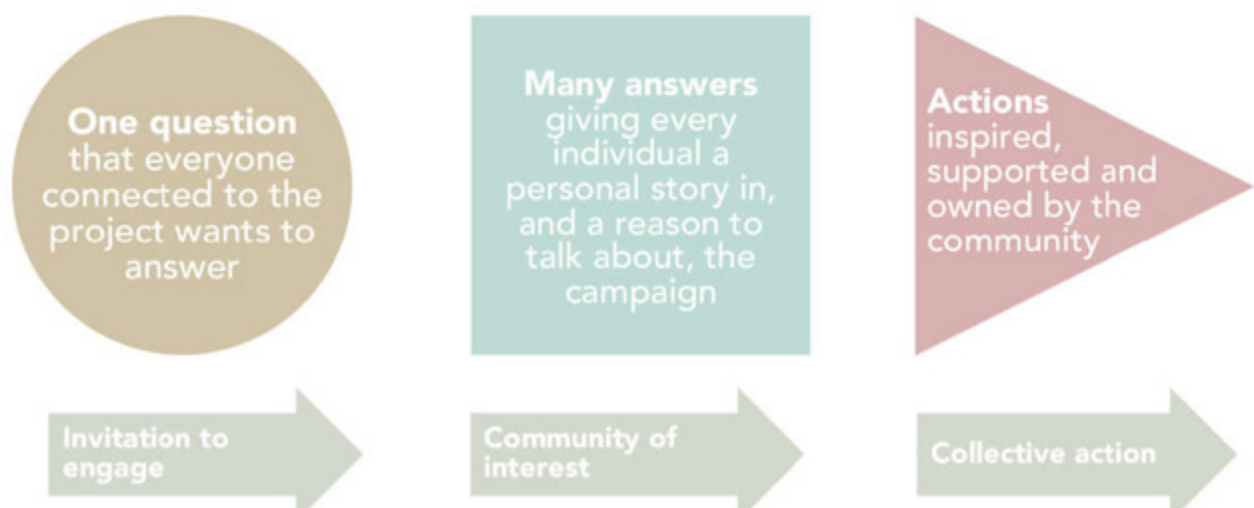 One question
that everyone
connected to the
project wants to
answer
Many answers
giving every
individual a
personal story in,
and a reason to
talk about, the
campaign
Actions
inspired,
supported and
owned by the
community
Invitation to
engage
Community of
interest
Collective action